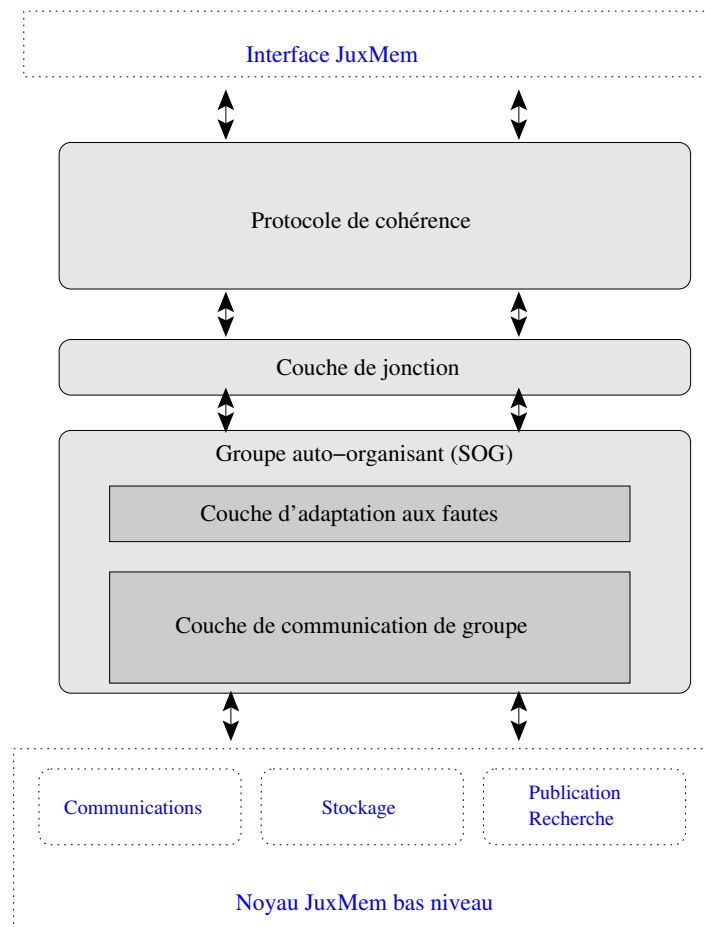 Interface JuxMem
Protocole de cohérence
Couche de jonction
Groupe auto−organisant (SOG)
Couche d'adaptation aux fautes
Couche de communication de groupe
Communications
Stockage
Publication
Recherche
Noyau JuxMem bas niveau